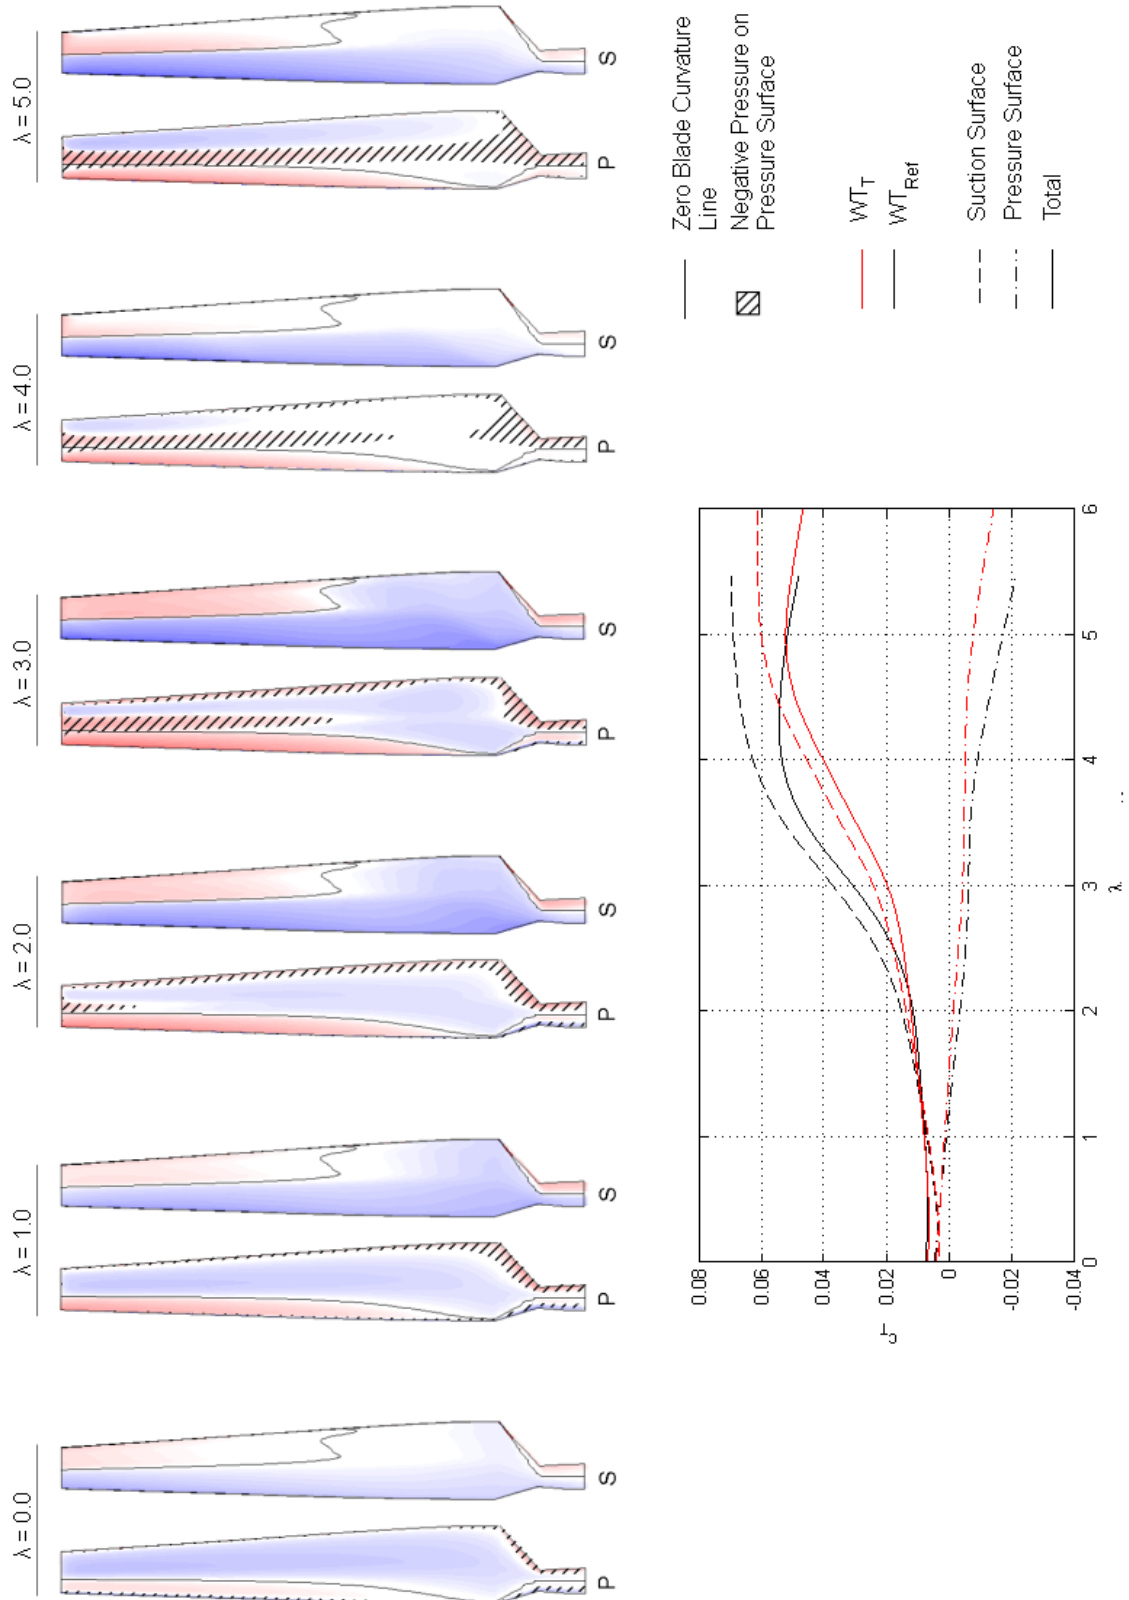 λ = 0.0
λ = 1.0
λ = 2.0
λ = 3.0
λ = 4.0
λ = 5.0
P
S
P
S
P
S
P
S
P
S
P
S
Zero Blade Curvature
Line
Negative Pressure on
Pressure Surface
WT_T
WT_Ref
Suction Surface
Pressure Surface
Total
0.08
0.06
0.04
0.02
0
-0.02
-0.04
c_T
0
1
2
3
4
5
6
λ